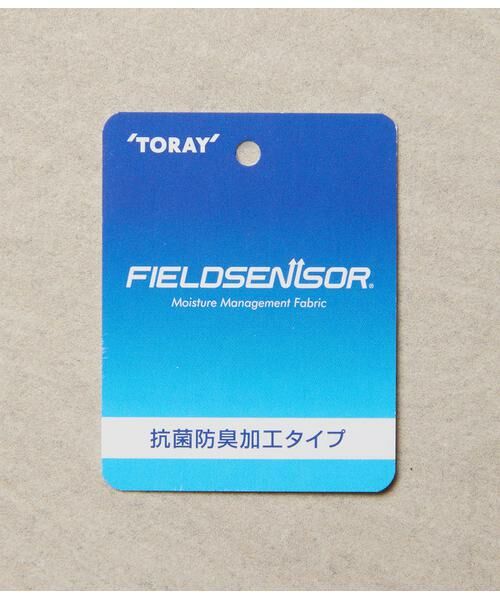 'TORAY'
FIELDSENSOR®
Moisture Management Fabric
抗菌防臭加工タイプ